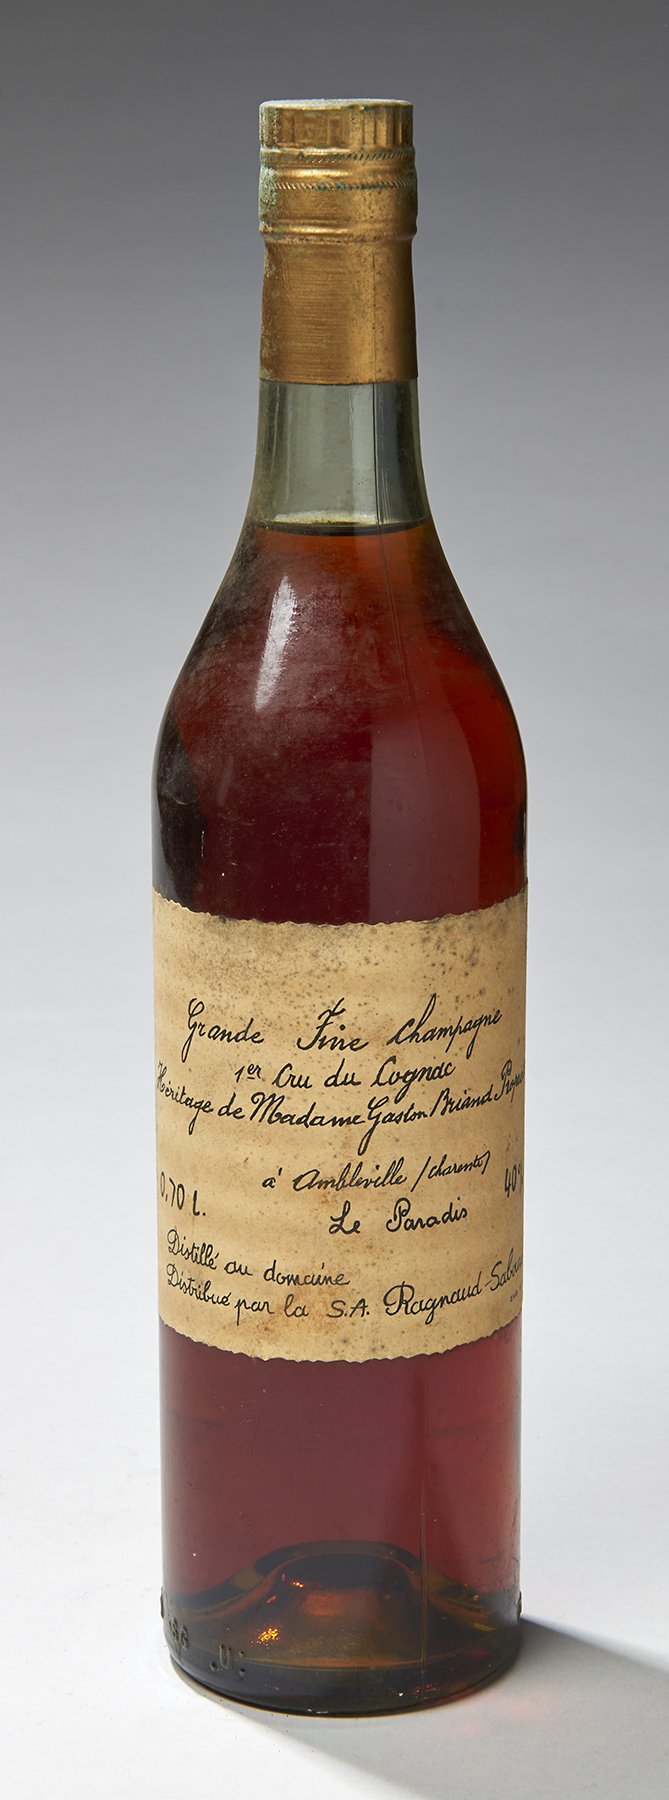 Grande Fine Champagne
1er Cru du Cognac
Héritage de Madame Gaston Briand
à Ambleville (Charente)
0,70 L.
40%
Le Paradis
Distillé au domaine
Distribué par la S.A. Ragnaud-